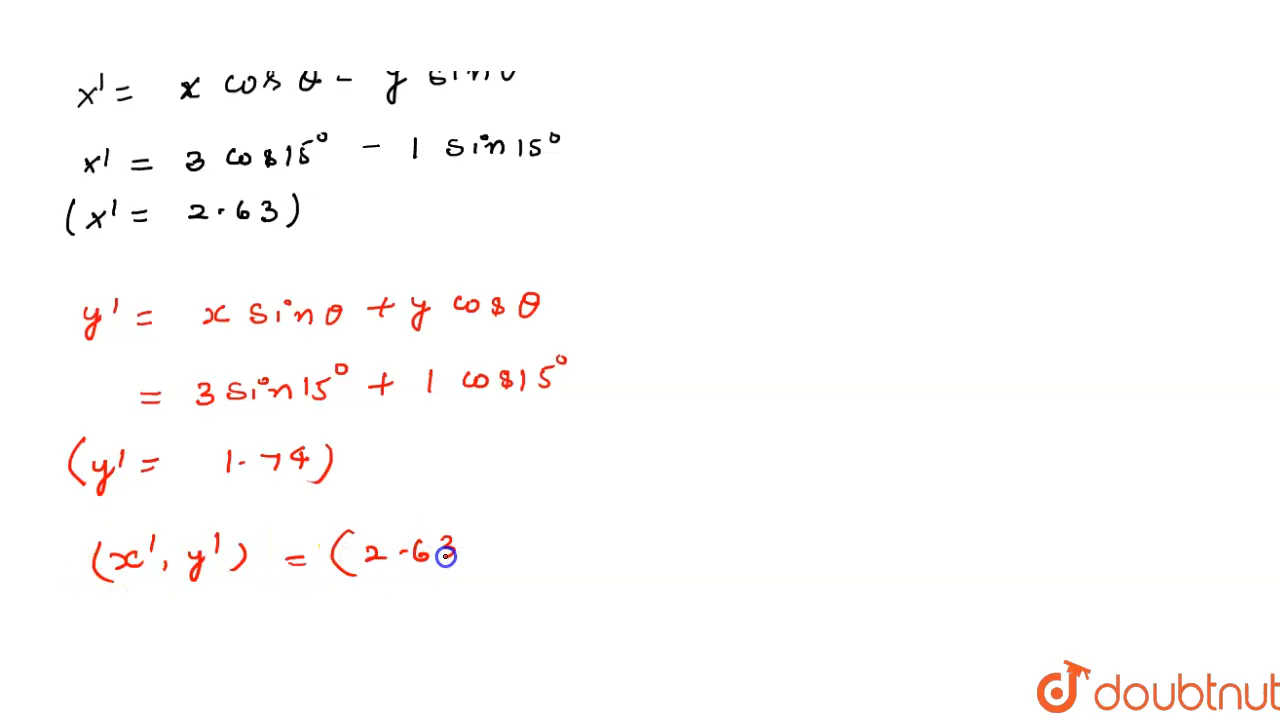 x' = x cos θ - y sin θ
x' = 3 cos 15° - 1 sin 15°
(x' = 2.63)
y' = x sin θ + y cos θ
= 3 sin 15° + 1 cos 15°
(y' = 1.74)
(x', y') = (2.63
doubtnut